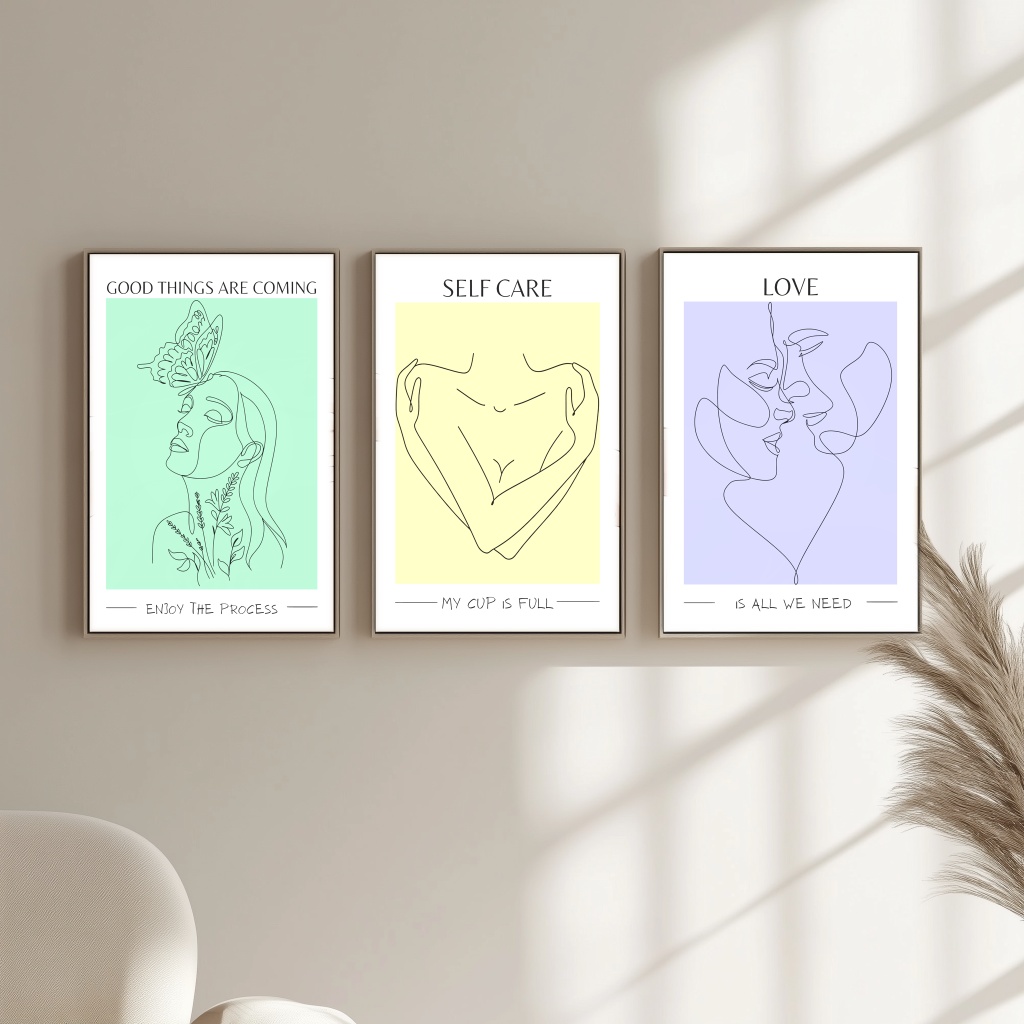 GOOD THINGS ARE COMING
ENJOY THE PROCESS
SELF CARE
MY CUP IS FULL
LOVE
IS ALL WE NEED